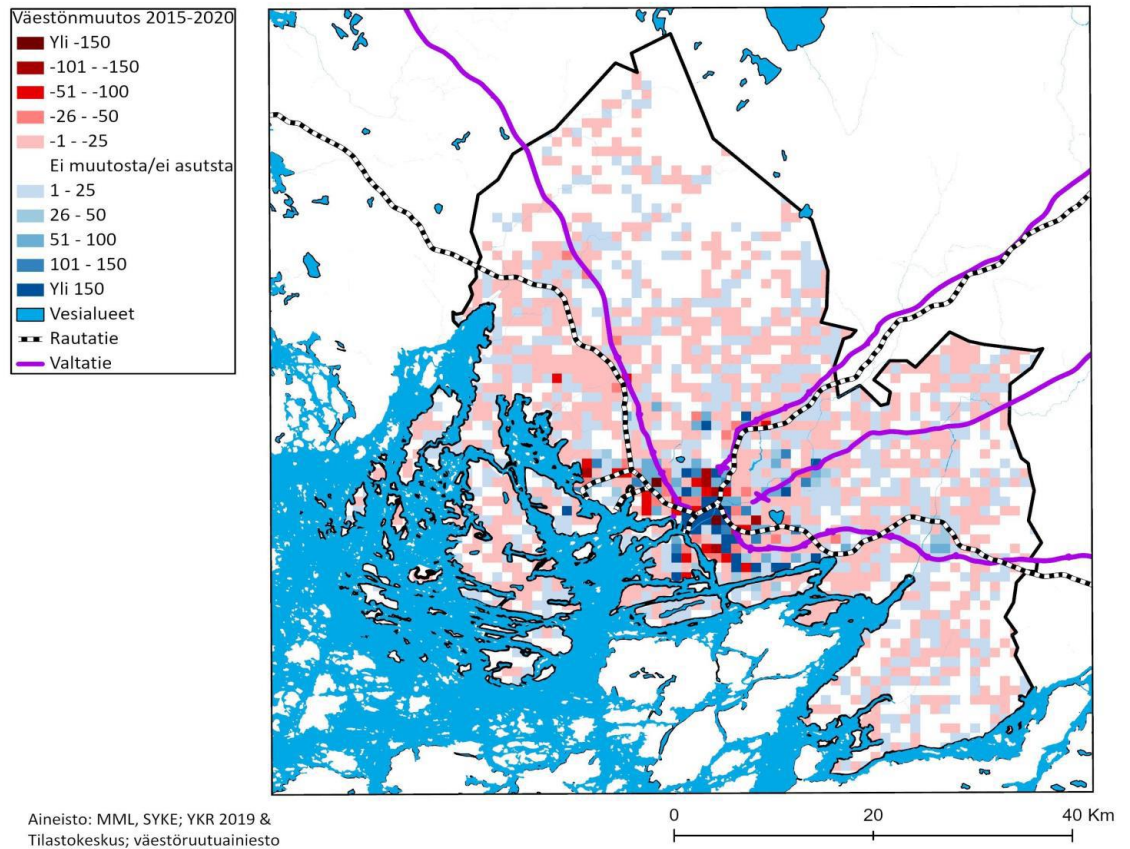 Väestönmuutos 2015-2020
Yli -150
-101 - -150
-51 - -100
-26 - -50
-1 - -25
Ei muutosta/ei asutsta
1 - 25
26 - 50
51 - 100
101 - 150
Yli 150
Vesialueet
Rautatie
Valtatie
Aineisto: MML, SYKE; YKR 2019 &
Tilastokeskus; väestöruutuainiesto
0 20 40 Km